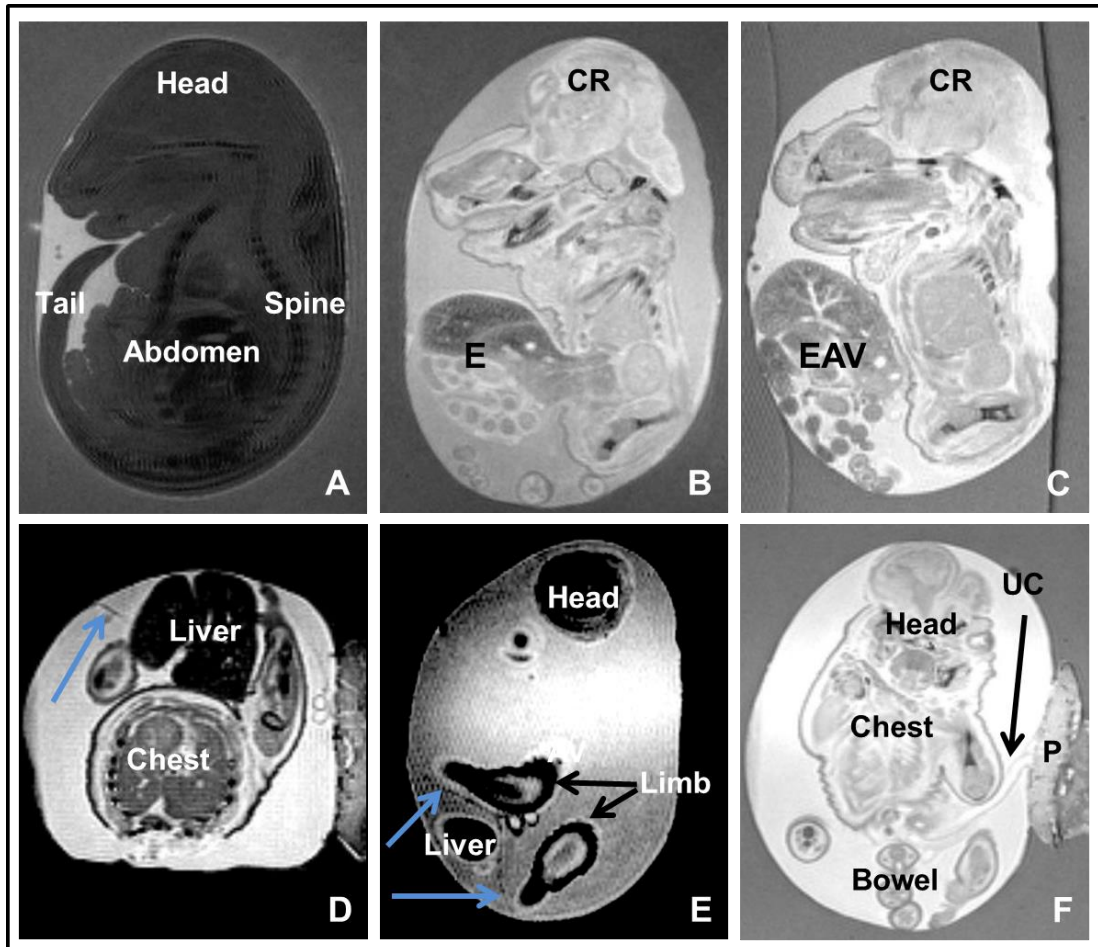 Head
Tail
Spine
Abdomen
A
CR
E
B
CR
EAV
C
Liver
Chest
D
Head
Limb
Liver
E
UC
Head
Chest
P
Bowel
F